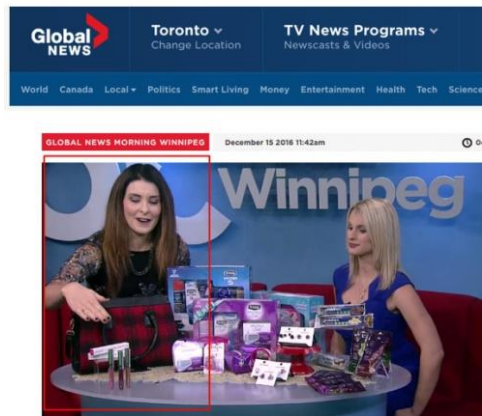 Global
NEWS
Toronto
Change Location
TV News Programs
Newscasts & Videos
World Canada Local Politics Smart Living Money Entertainment Health Tech Science
GLOBAL NEWS MORNING WINNIPEG December 15 2016 11:42am
Winnipeg